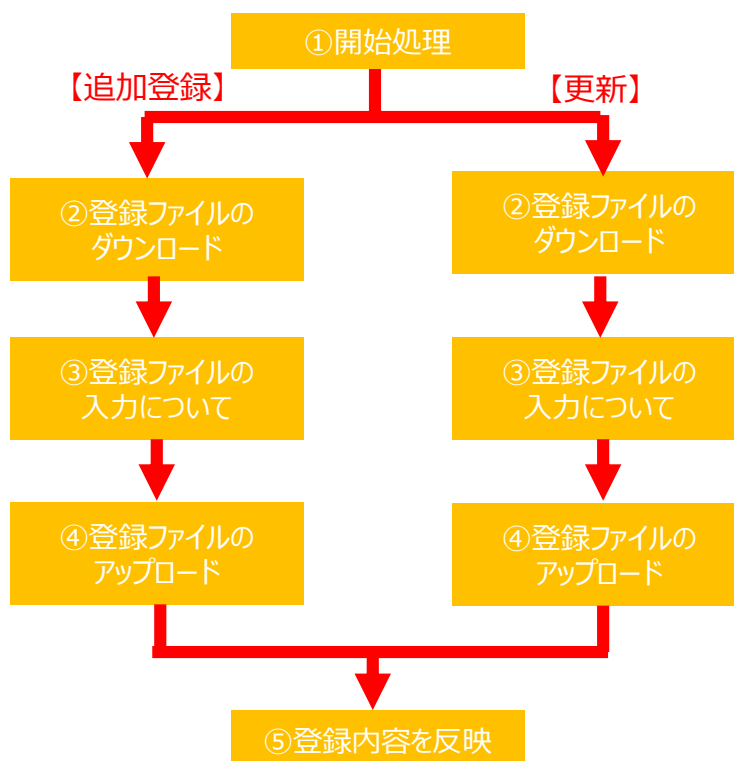 ①開始処理
【追加登録】
【更新】
②登録ファイルの
ダウンロード
②登録ファイルの
ダウンロード
③登録ファイルの
入力について
③登録ファイルの
入力について
④登録ファイルの
アップロード
④登録ファイルの
アップロード
⑤登録内容を反映